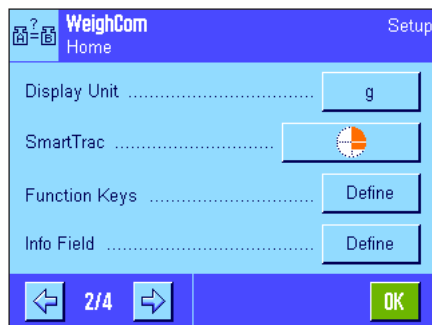 WeighCom
Setup
Home
Display Unit ................................. g
SmartTrac ............................
Function Keys ............................. Define
Info Field ..................................... Define
2/4
OK